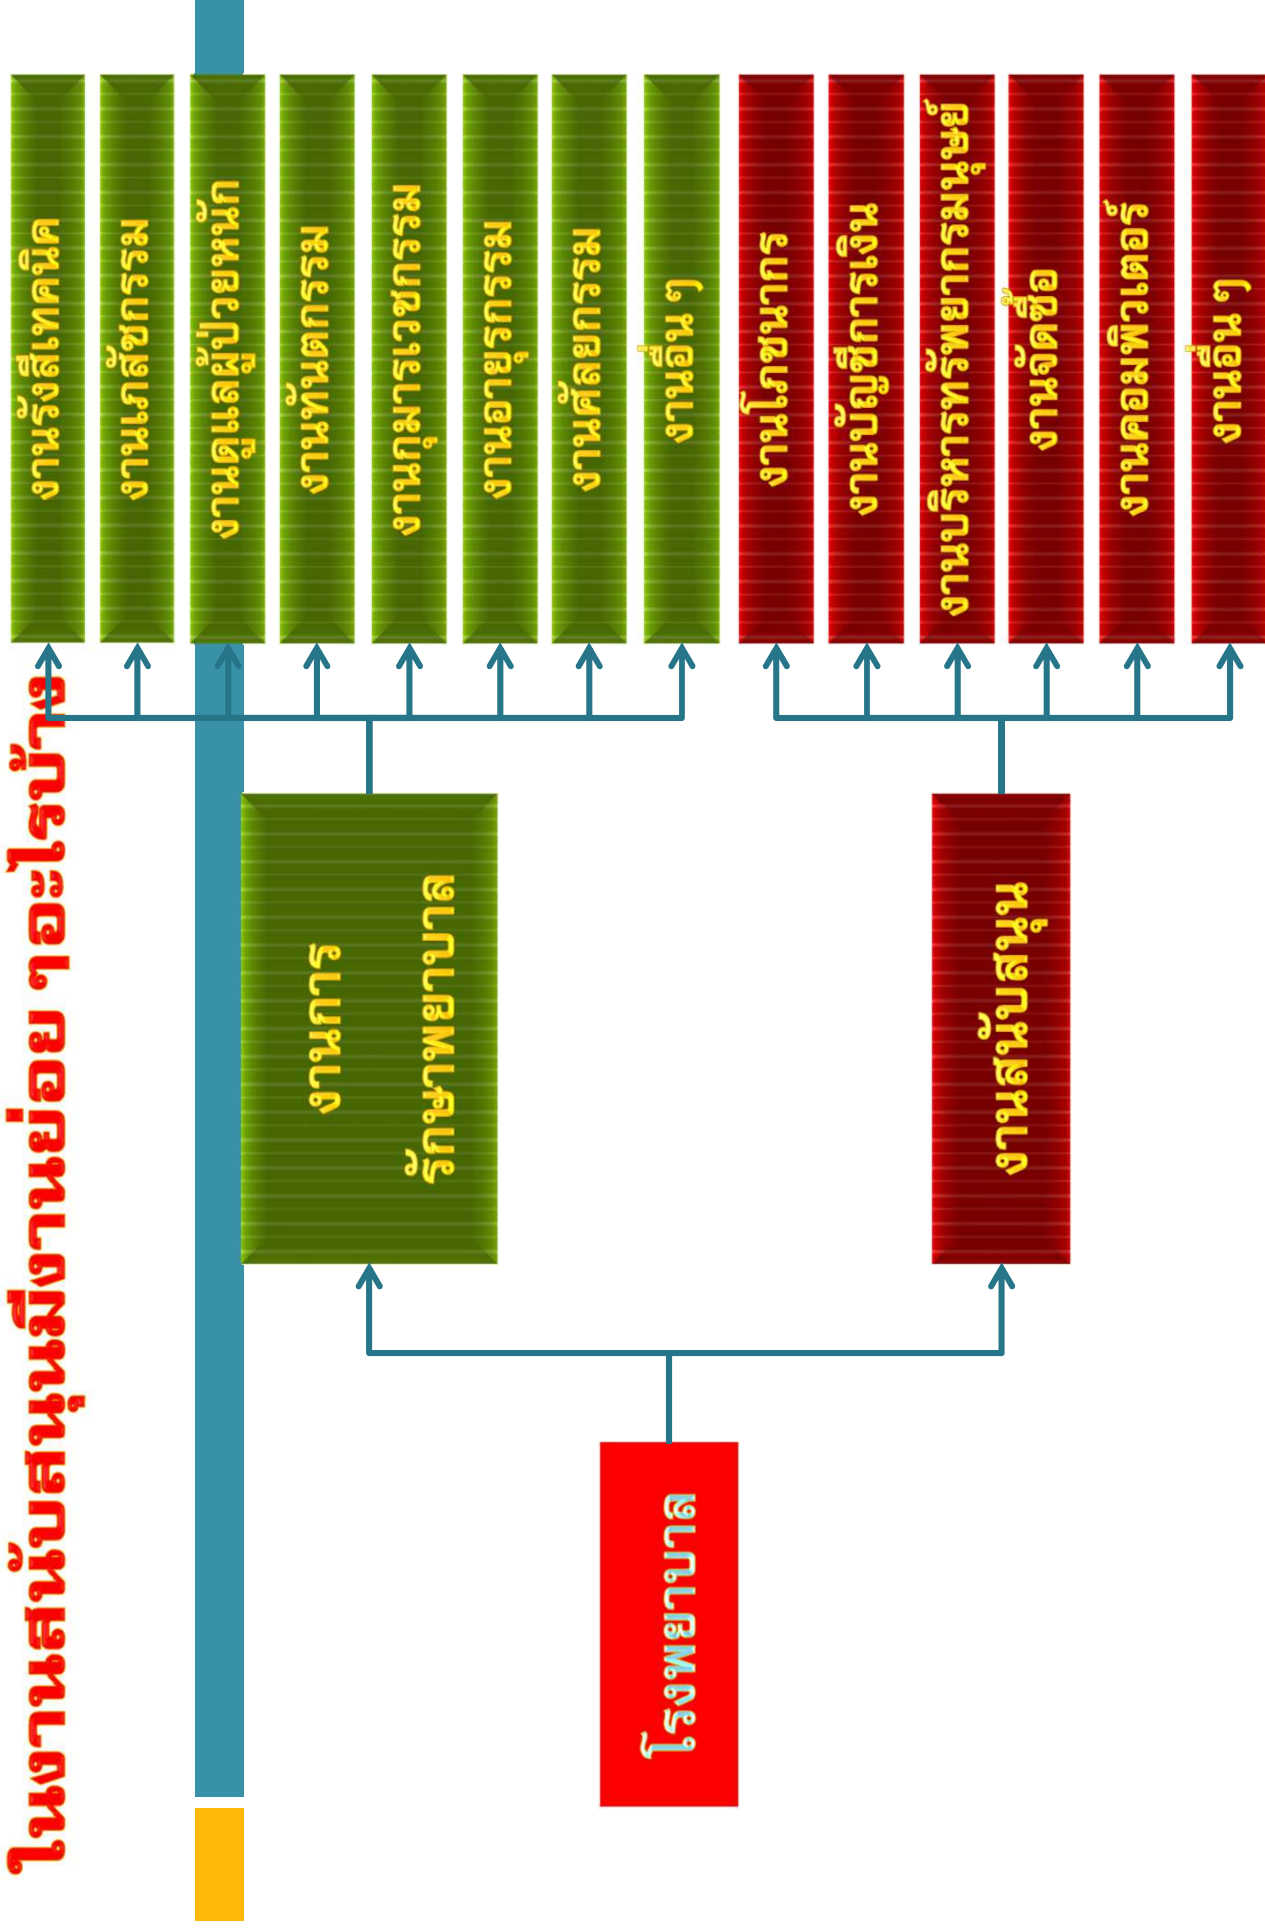 ในงานสนับสนุนมีงานย่อย ๆอะไรบ้าง
โรงพยาบาล
งานการ
รักษาพยาบาล
งานรังสีเทคนิค
งานเภสัชกรรม
งานดูแลผู้ป่วยหนัก
งานทันตกรรม
งานกุมารเวชกรรม
งานอายุรกรรม
งานศัลยกรรม
งานอื่น ๆ
งานสนับสนุน
งานโภชนากร
งานบัญชีการเงิน
งานบริหารทรัพยากรมนุษย์
งานจัดซื้อ
งานคอมพิวเตอร์
งานอื่น ๆ